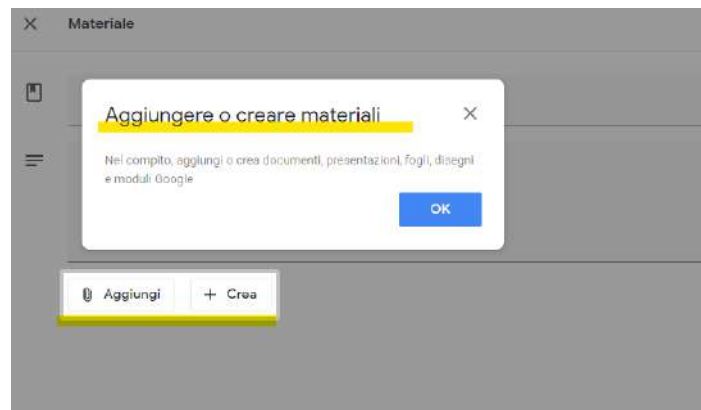 Materiale
Aggiungere o creare materiali
Nel compito, aggiungi o crea documenti, presentazioni, fogli, disegni
e moduli Google
OK
Aggiungi + Crea